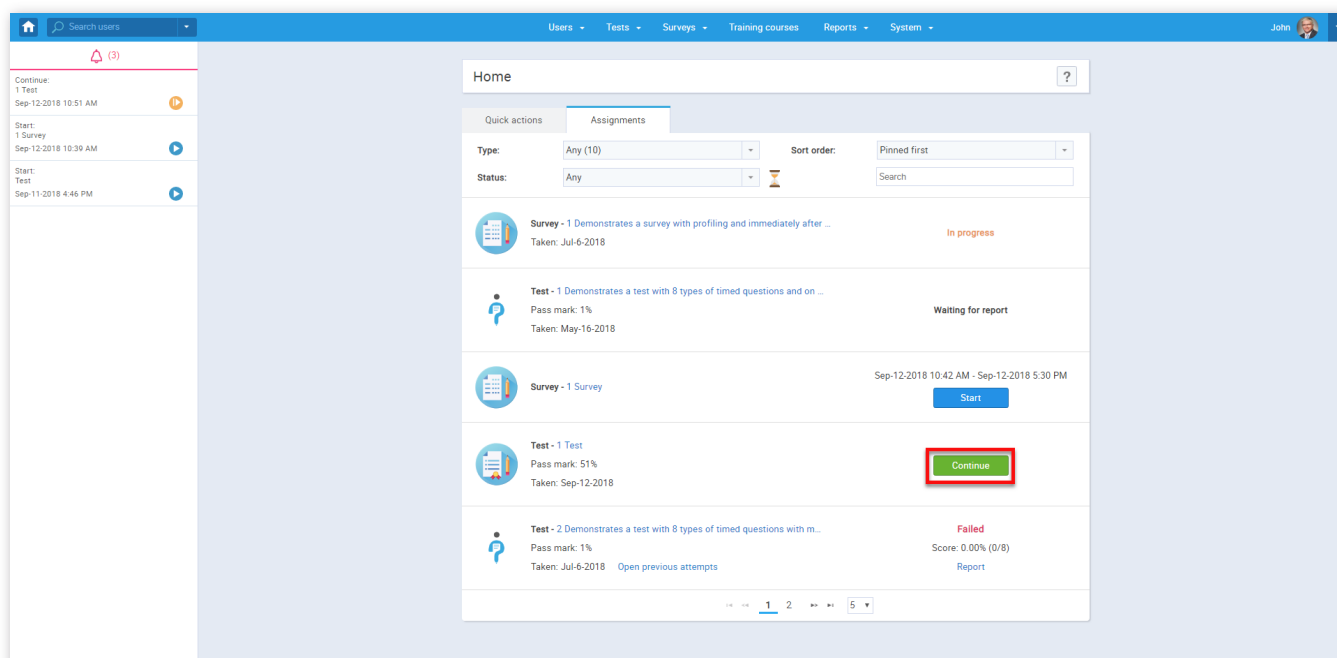 Search users
Users Tests Surveys Training courses Reports System
John
(3)
Continue:
1 Test
Sep-12-2018 10:51 AM
Start:
1 Survey
Sep-12-2018 10:39 AM
Start:
Test
Sep-11-2018 4:46 PM
Home
?
Quick actions Assignments
Type: Any (10) Sort order: Pinned first
Status: Any Search
Survey - 1 Demonstrates a survey with profiling and immediately after ...
Taken: Jul-6-2018
In progress
Test - 1 Demonstrates a test with 8 types of timed questions and on ...
Pass mark: 1%
Taken: May-16-2018
Waiting for report
Survey - 1 Survey
Sep-12-2018 10:42 AM - Sep-12-2018 5:30 PM
Start
Test - 1 Test
Pass mark: 51%
Taken: Sep-12-2018
Continue
Test - 2 Demonstrates a test with 8 types of timed questions with m...
Pass mark: 1%
Taken: Jul-6-2018 Open previous attempts
Failed
Score: 0.00% (0/8)
Report
1 2 5